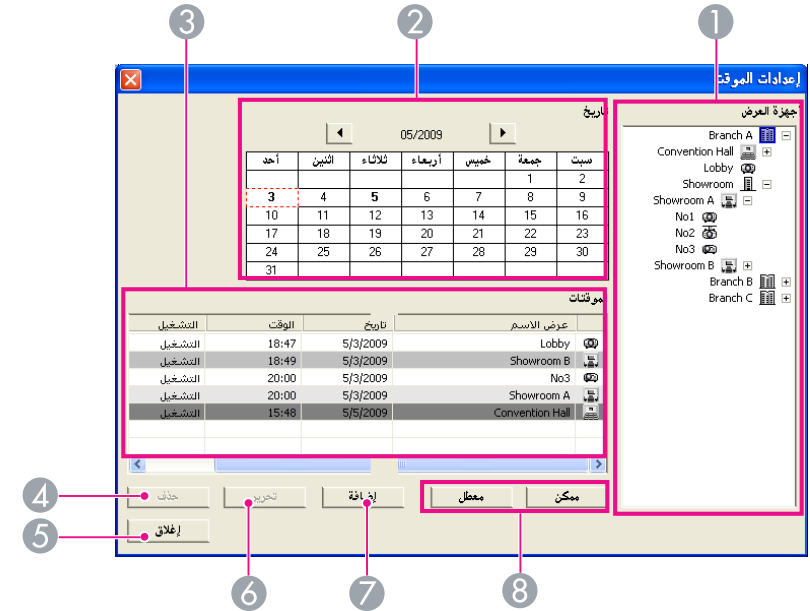 3 2 1
إعدادات الموقت
أجهزة العرض
Branch A
Convention Hall
Lobby
Showroom
Showroom A
No1
No2
No3
Showroom B
Branch B
Branch C
تاريخ
05/2009
أحد اثنين ثلاثاء أربعاء خميس جمعة سبت
1 2
3 4 5 6 7 8 9
10 11 12 13 14 15 16
17 18 19 20 21 22 23
24 25 26 27 28 29 30
31
الموقتات
عرض الاسم تاريخ الوقت التشغيل
Lobby 5/3/2009 18:47 التشغيل
Showroom B 5/3/2009 18:49 التشغيل
No3 5/3/2009 20:00 التشغيل
Showroom A 5/3/2009 20:00 التشغيل
Convention Hall 5/5/2009 15:48 التشغيل
ممكن معطل إضافة تحرير حذف
4
إغلاق
5
6 7 8